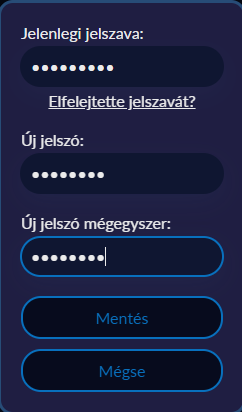 Jelenlegi jelszava:
●●●●●●●●●
Elfelejtette jelszavát?
Új jelszó:
●●●●●●●●
Új jelszó mégegyszer:
●●●●●●●●
Mentés
Mégse